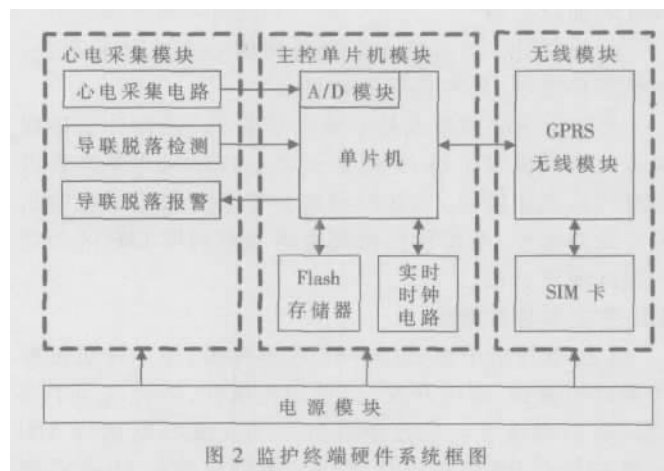 心电采集模块
心电采集电路
导联脱落检测
导联脱落报警
主控单片机模块
A/D 模块
单片机
Flash
存储器
实时
时钟
电路
无线模块
GPRS
无线模块
SIM 卡
电源模块
图 2 监护终端硬件系统框图